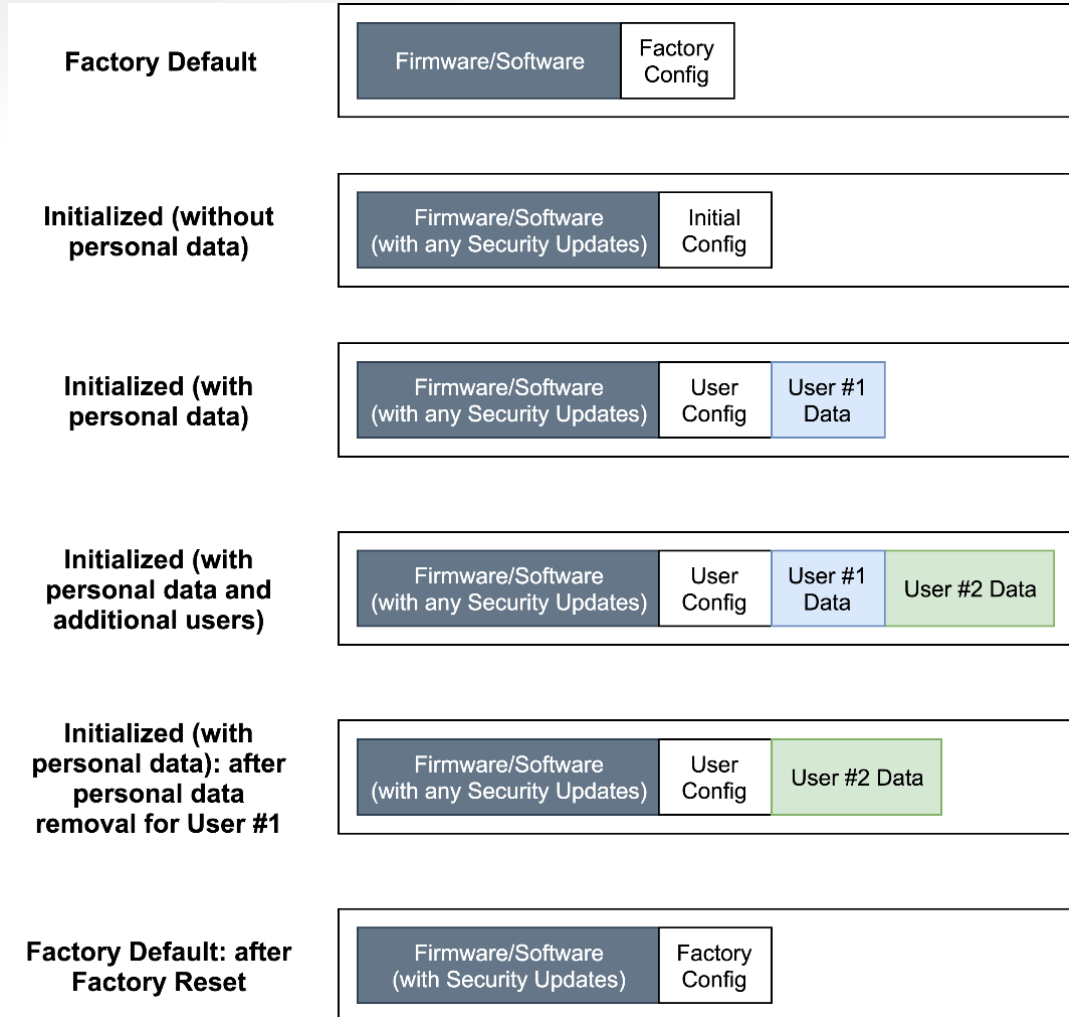 Factory Default
Firmware/Software
Factory
Config
Initialized (without
personal data)
Firmware/Software
(with any Security Updates)
Initial
Config
Initialized (with
personal data)
Firmware/Software
(with any Security Updates)
User
Config
User #1
Data
Initialized (with
personal data and
additional users)
Firmware/Software
(with any Security Updates)
User
Config
User #1
Data
User #2 Data
Initialized (with
personal data): after
personal data
removal for User #1
Firmware/Software
(with any Security Updates)
User
Config
User #2 Data
Factory Default: after
Factory Reset
Firmware/Software
(with Security Updates)
Factory
Config